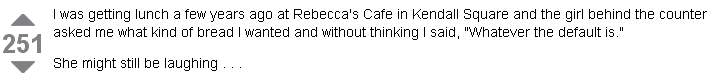 I was getting lunch a few years ago at Rebecca's Cafe in Kendall Square and the girl behind the counter
251
asked me what kind of bread I wanted and without thinking I said, "Whatever the default is."
She might still be laughing . . .